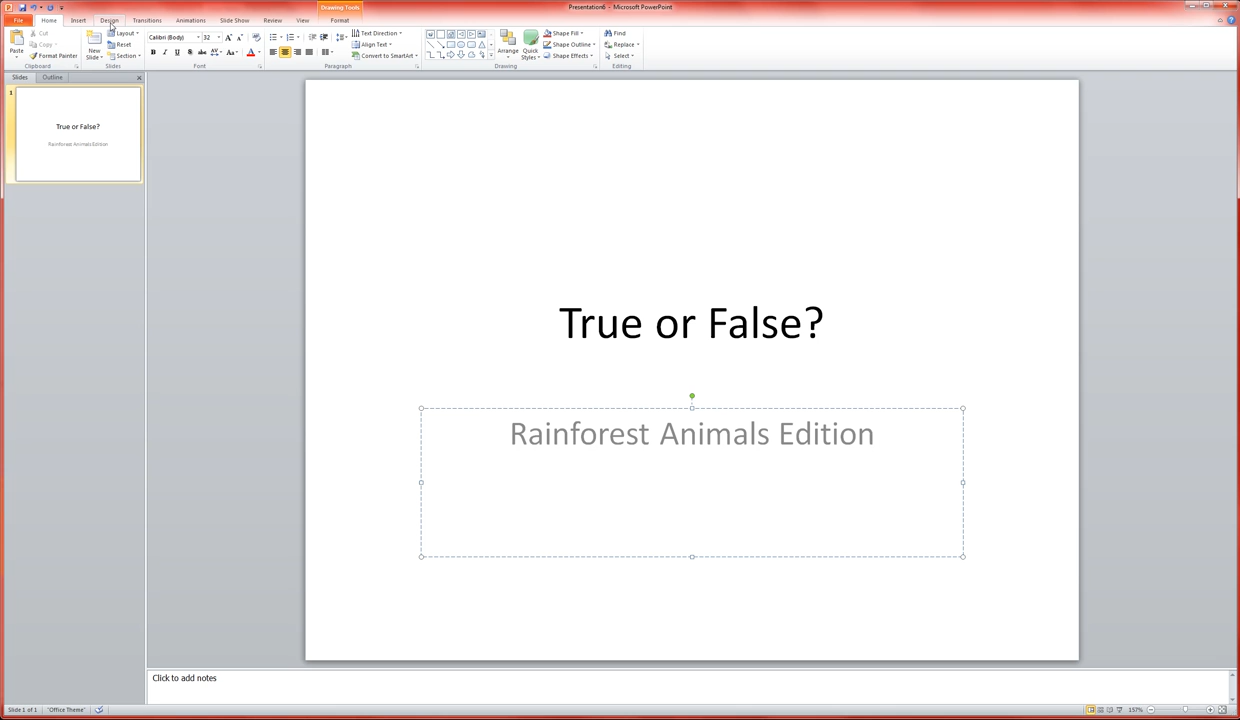 Presentation6 - Microsoft PowerPoint
Drawing Tools
File Home Insert Design Transitions Animations Slide Show Review View Format
Paste
Cut
Copy
Format Painter
Clipboard
New
Slide
Layout
Reset
Section
Slides
Calibri (Body) 32
Font
Text Direction
Align Text
Convert to SmartArt
Paragraph
Arrange
Quick
Styles
Shape Fill
Shape Outline
Shape Effects
Drawing
Find
Replace
Select
Editing
Slides Outline
1
True or False?
Rainforest Animals Edition
True or False?
Rainforest Animals Edition
Click to add notes
Slide 1 of 1 "Office Theme" 157%